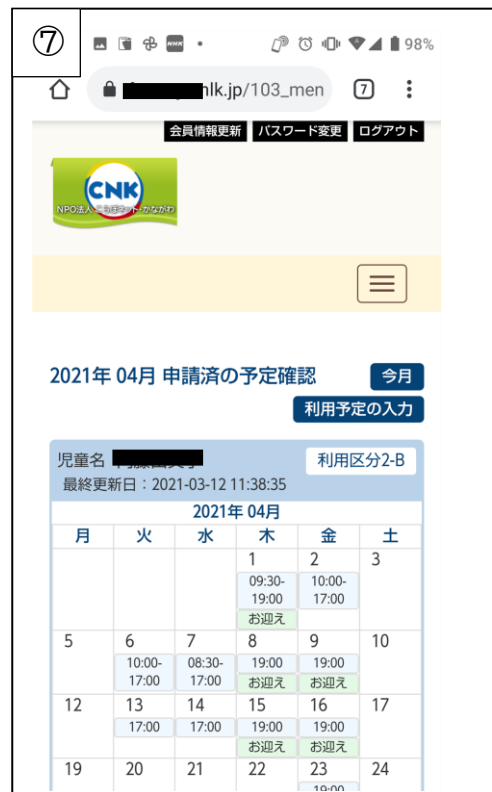 ⑦
98%
nlk.jp/103_men
7
会員情報更新 パスワード変更 ログアウト
CNK
NPO法人
2021年 04月 申請済の予定確認 今月
利用予定の入力
児童名 利用区分2-B
最終更新日：2021-03-12 11:38:35
2021年 04月
月 火 水 木 金 土
1 2 3
09:30- 10:00-
19:00 17:00
お迎え
5 6 7 8 9 10
10:00- 08:30- 19:00 19:00
17:00 17:00 お迎え お迎え
12 13 14 15 16 17
17:00 17:00 19:00 19:00
お迎え お迎え
19 20 21 22 23 24
19:00